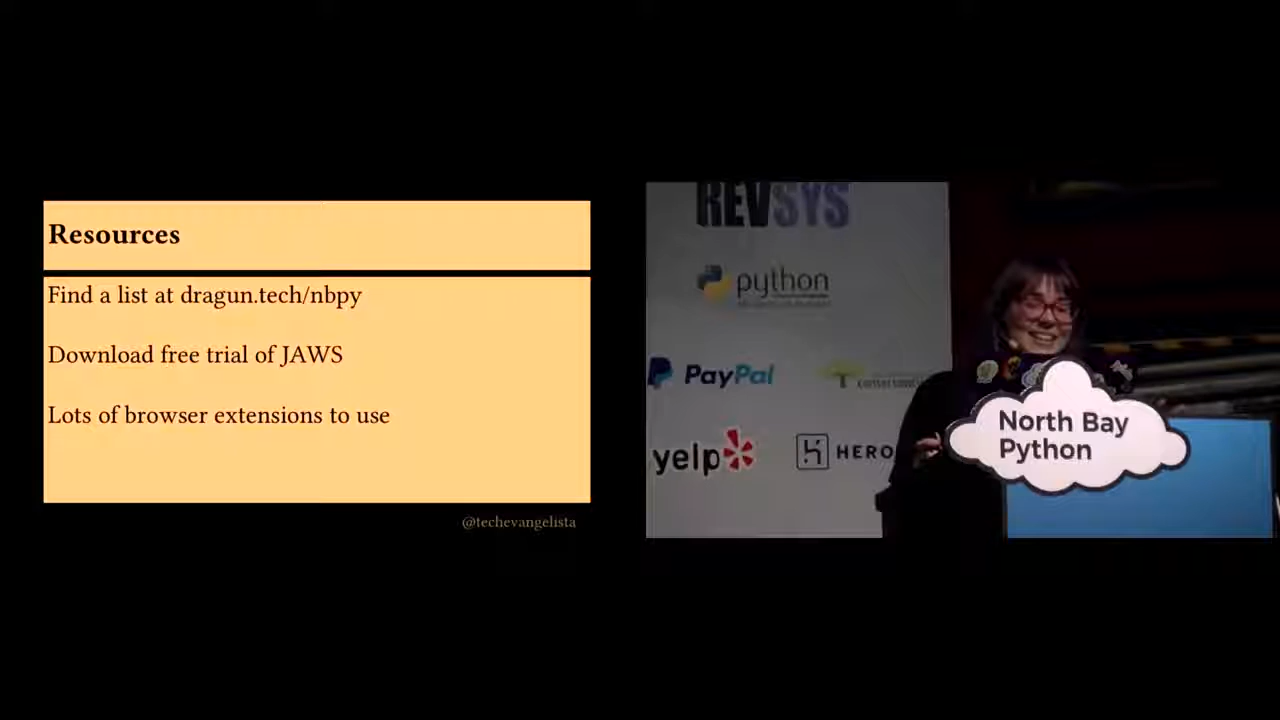 Resources
Find a list at dragun.tech/nbpy
Download free trial of JAWS
Lots of browser extensions to use
@techevangelista
REVSYS
python
PayPal
yelp
HERO
North Bay
Python